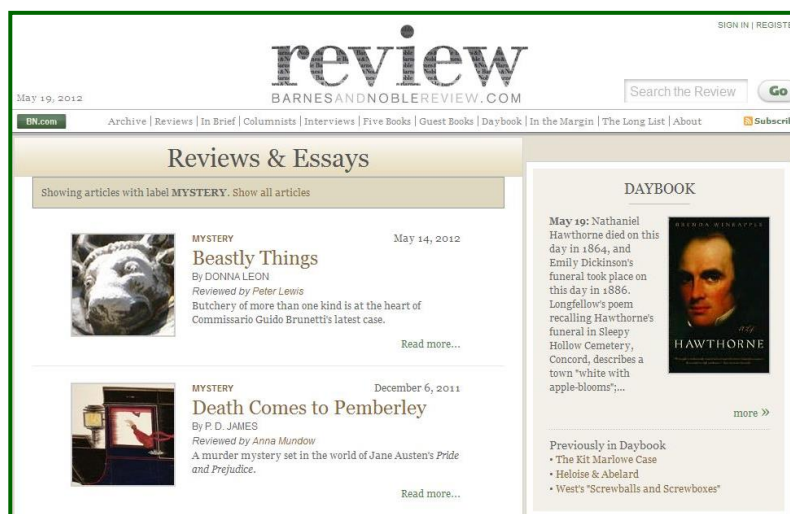 SIGN IN | REGISTE
review
May 19, 2012
BARNESANDNOBLEREVIEW.COM
Search the Review
Go
BN.com
Archive | Reviews | In Brief | Columnists | Interviews | Five Books | Guest Books | Daybook | In the Margin | The Long List | About
Subscri
Reviews & Essays
Showing articles with label MYSTERY. Show all articles
MYSTERY
May 14, 2012
Beastly Things
By DONNA LEON
Reviewed by Peter Lewis
Butchery of more than one kind is at the heart of
Commissario Guido Brunetti's latest case.
Read more...
MYSTERY
December 6, 2011
Death Comes to Pemberley
By P. D. JAMES
Reviewed by Anna Mundow
A murder mystery set in the world of Jane Austen's Pride
and Prejudice.
Read more...
DAYBOOK
May 19: Nathaniel
Hawthorne died on this
day in 1864, and
Emily Dickinson's
funeral took place on
this day in 1886.
Longfellow's poem
recalling Hawthorne's
funeral in Sleepy
Hollow Cemetery,
Concord, describes a
town "white with
apple-blooms";...
BRENDA WINEAPPLE
HAWTHORNE
more »
Previously in Daybook
• The Kit Marlowe Case
• Heloise & Abelard
• West's "Screwballs and Screwboxes"